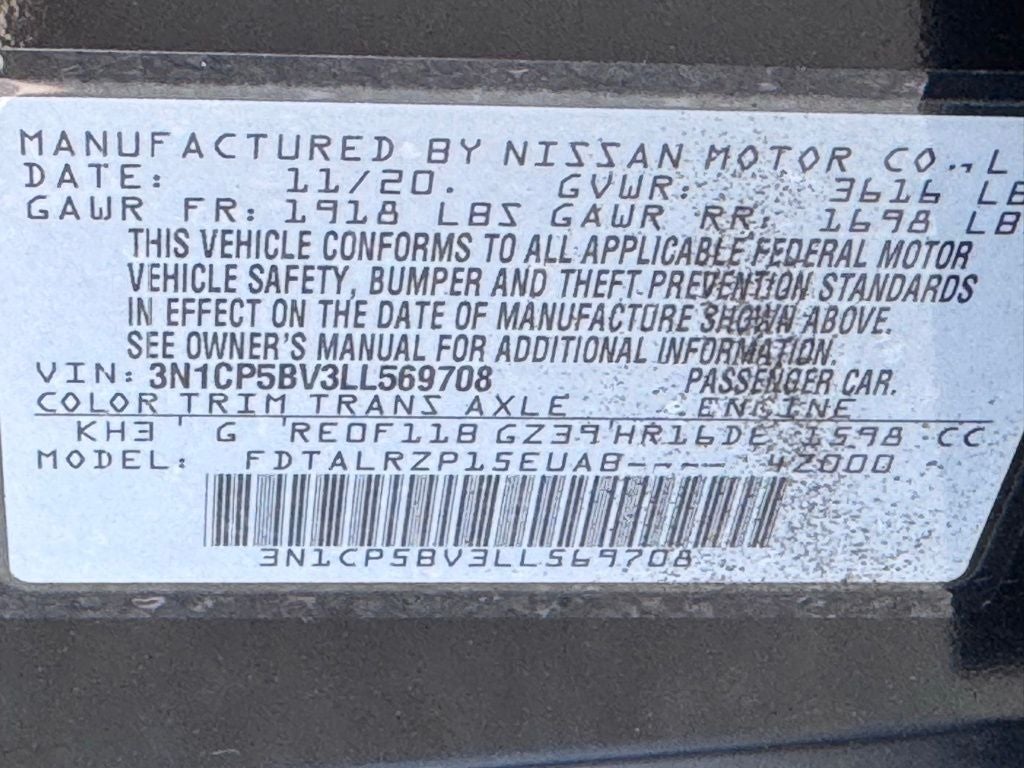 MANUFACTURED BY NISSAN MOTOR CO., L
DATE: 11/20. GVWR: 3616 LB
GAWR FR: 1918 LBS GAWR RR: 1698 LB
THIS VEHICLE CONFORMS TO ALL APPLICABLE FEDERAL MOTOR
VEHICLE SAFETY, BUMPER AND THEFT PREVENTION STANDARDS
IN EFFECT ON THE DATE OF MANUFACTURE SHOWN ABOVE.
SEE OWNER'S MANUAL FOR ADDITIONAL INFORMATION.
VIN: 3N1CP5BV3LL569708 PASSENGER CAR.
COLOR TRIM TRANS AXLE ENGINE
KH3 G RE0F11B GZ39 HR16DE 1598 CC
MODEL: FDTALRZP15EUAB---- 4Z000
3N1CP5BV3LL569708